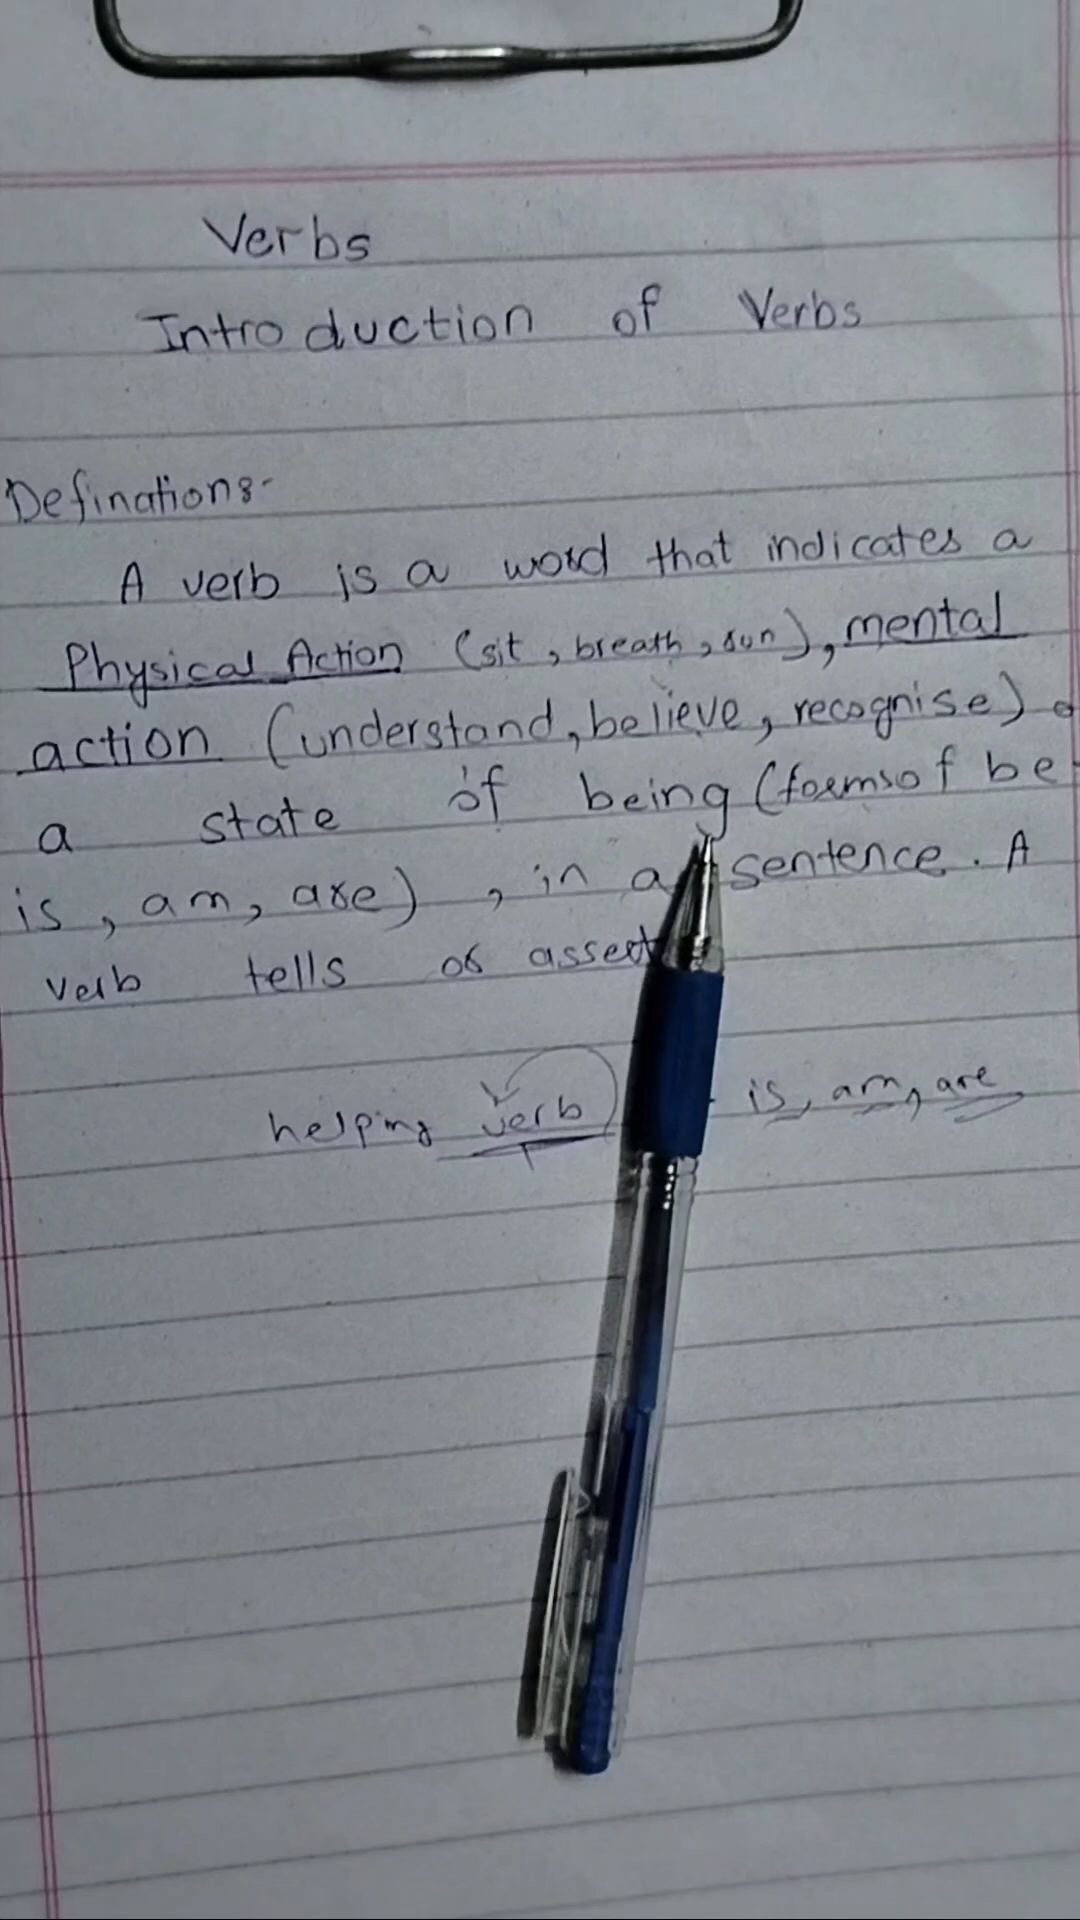 Verbs
Introduction of Verbs
Definations:-
A verb is a word that indicates a
Physical Action (sit, breath, run), mental
action (understand, believe, recognise)
a state of being (forms of be
is, am, are), in a sentence. A
verb tells or assert
helping verb is, am, are